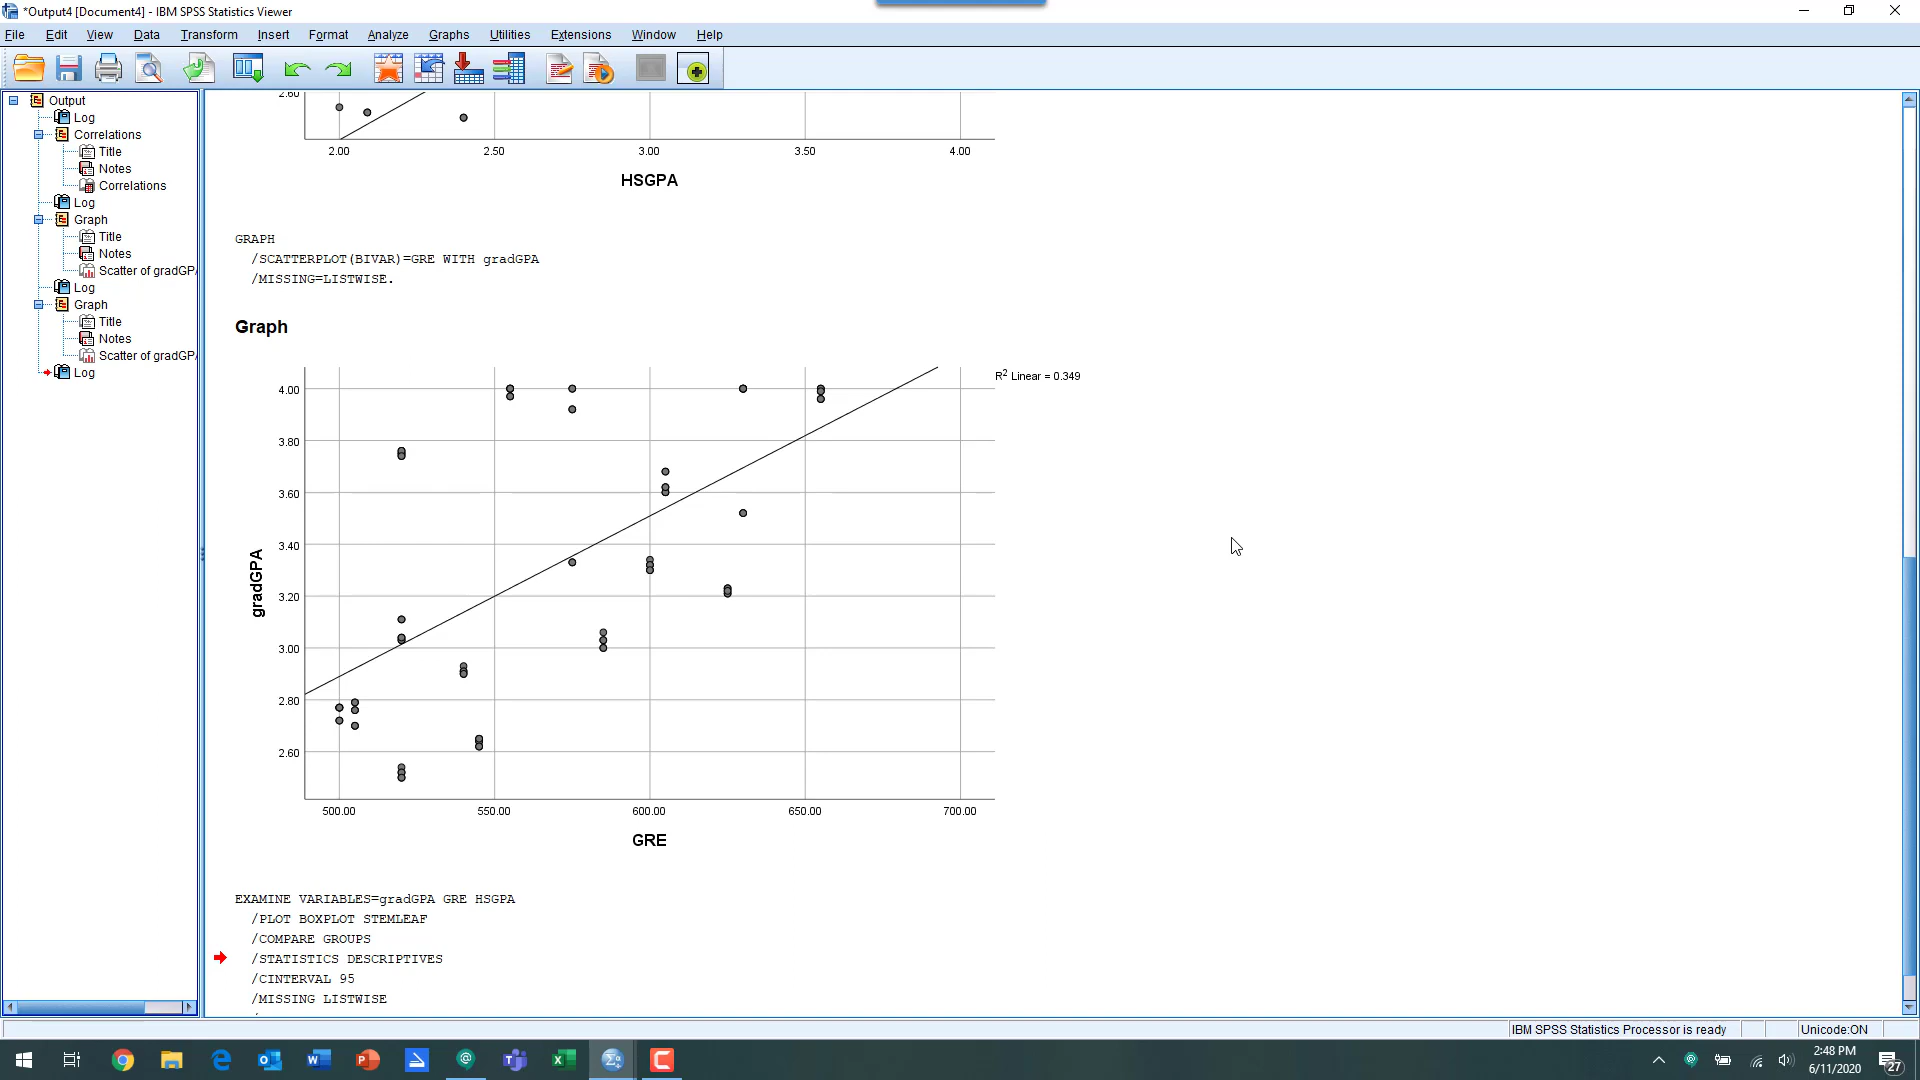 *Output4 [Document4] - IBM SPSS Statistics Viewer
File Edit View Data Transform Insert Format Analyze Graphs Utilities Extensions Window Help
Output
Log
Correlations
Title
Notes
Correlations
Log
Graph
Title
Notes
Scatter of gradGPA
Log
Graph
Title
Notes
Scatter of gradGPA
Log
2.60
2.00 2.50 3.00 3.50 4.00
HSGPA
GRAPH
/SCATTERPLOT(BIVAR)=GRE WITH gradGPA
/MISSING=LISTWISE.
Graph
R2 Linear = 0.349
4.00
3.80
3.60
3.40
3.20
3.00
2.80
2.60
gradGPA
500.00 550.00 600.00 650.00 700.00
GRE
EXAMINE VARIABLES=gradGPA GRE HSGPA
/PLOT BOXPLOT STEMLEAF
/COMPARE GROUPS
/STATISTICS DESCRIPTIVES
/CINTERVAL 95
/MISSING LISTWISE
IBM SPSS Statistics Processor is ready Unicode:ON
2:48 PM
6/11/2020
27